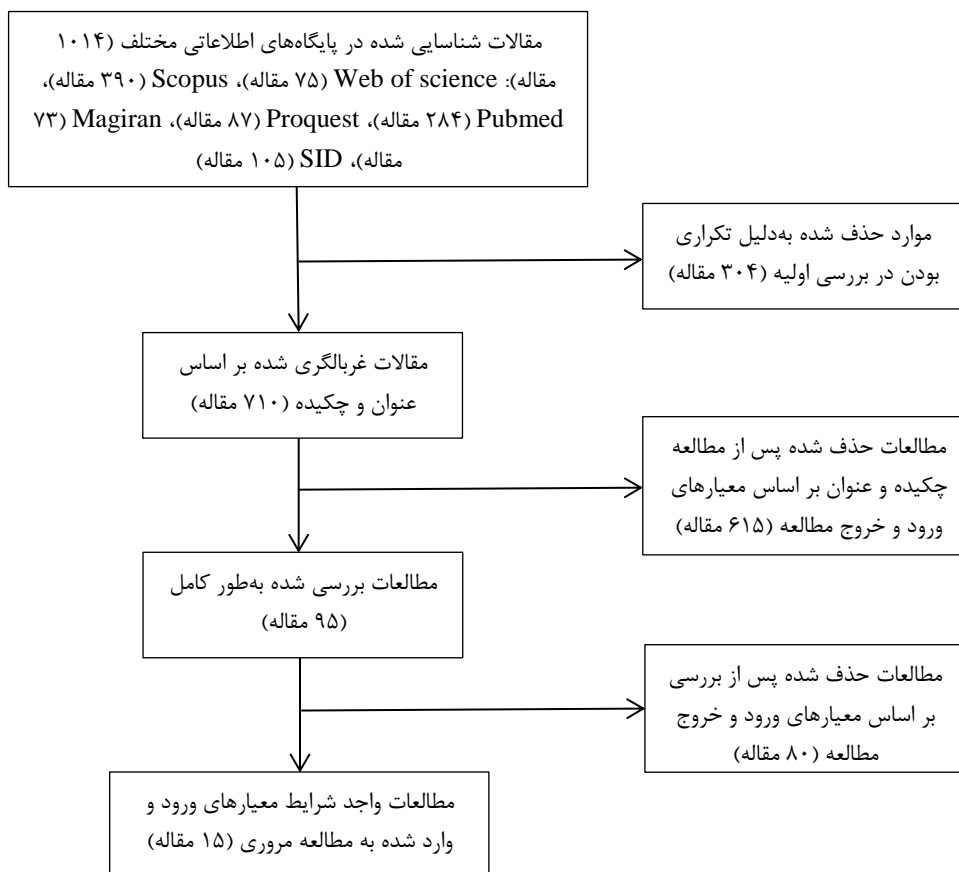 مقالات شناسایی شده در پایگاه‌های اطلاعاتی مختلف (۱۰۱۴
مقاله): Web of science (۷۵ مقاله)، Scopus (۳۹۰ مقاله)،
Pubmed (۲۸۴ مقاله)، Proquest (۸۷ مقاله)، Magiran (۷۳
مقاله)، SID (۱۰۵ مقاله)
موارد حذف شده به‌دلیل تکراری
بودن در بررسی اولیه (۳۰۴ مقاله)
مقالات غربالگری شده بر اساس
عنوان و چکیده (۷۱۰ مقاله)
مطالعات حذف شده پس از مطالعه
چکیده و عنوان بر اساس معیارهای
ورود و خروج مطالعه (۶۱۵ مقاله)
مطالعات بررسی شده به‌طور کامل
(۹۵ مقاله)
مطالعات حذف شده پس از بررسی
بر اساس معیارهای ورود و خروج
مطالعه (۸۰ مقاله)
مطالعات واجد شرایط معیارهای ورود و
وارد شده به مطالعه مروری (۱۵ مقاله)